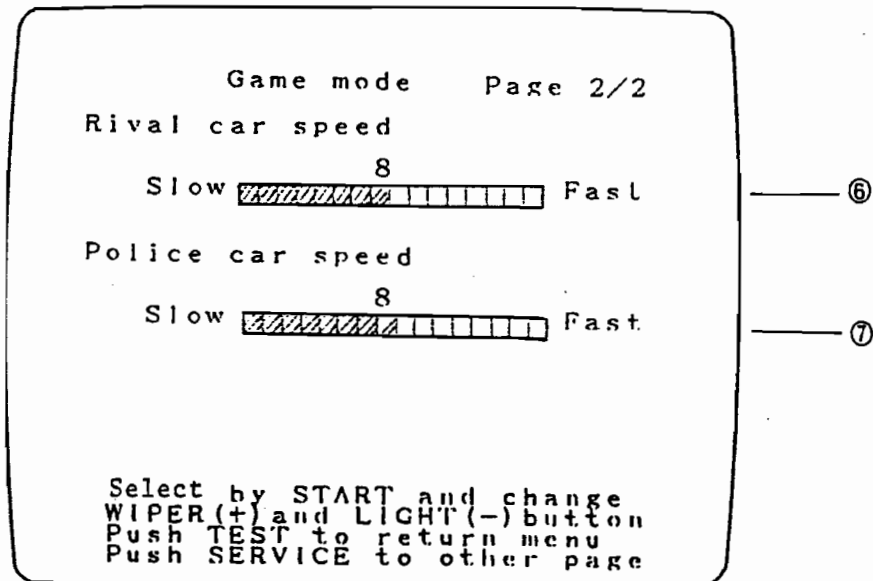 Game mode Page 2/2
Rival car speed
8
Slow Fast ⑥
Police car speed
8
Slow Fast ⑦
Select by START and change
WIPER(+)and LIGHT(-)button
Push TEST to return menu
Push SERVICE to other page